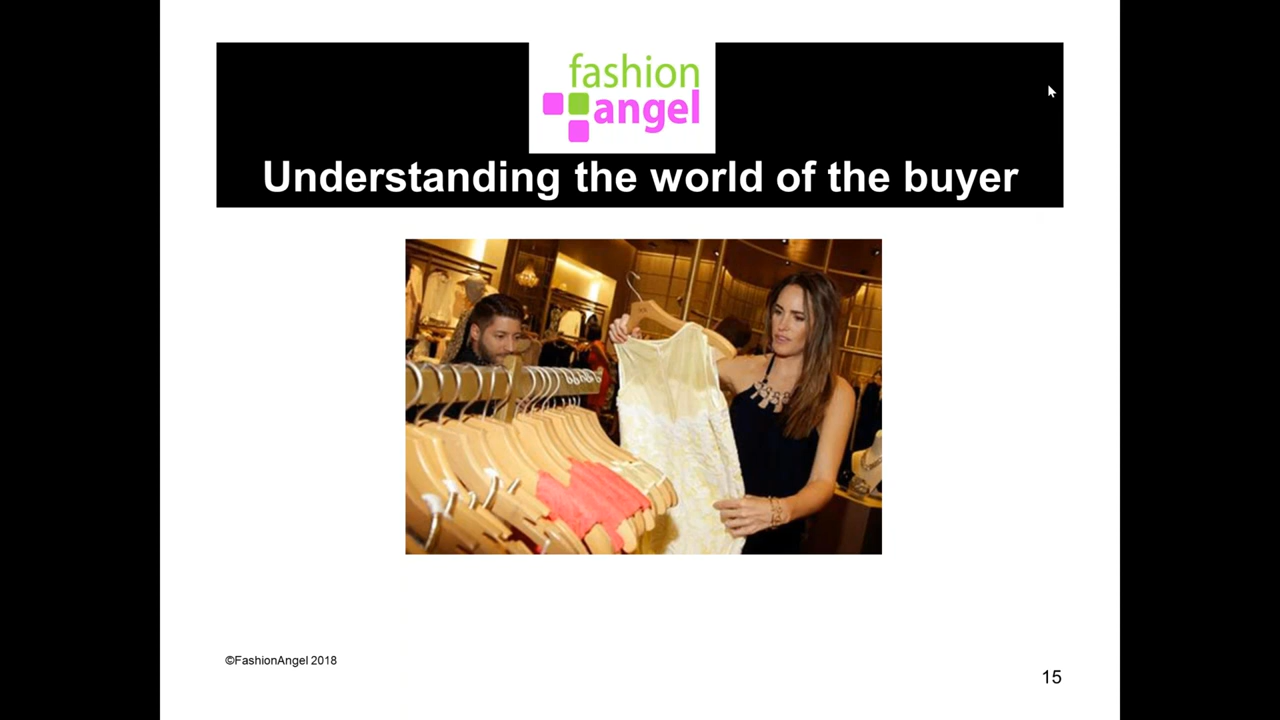 fashion
angel
Understanding the world of the buyer
©FashionAngel 2018
15